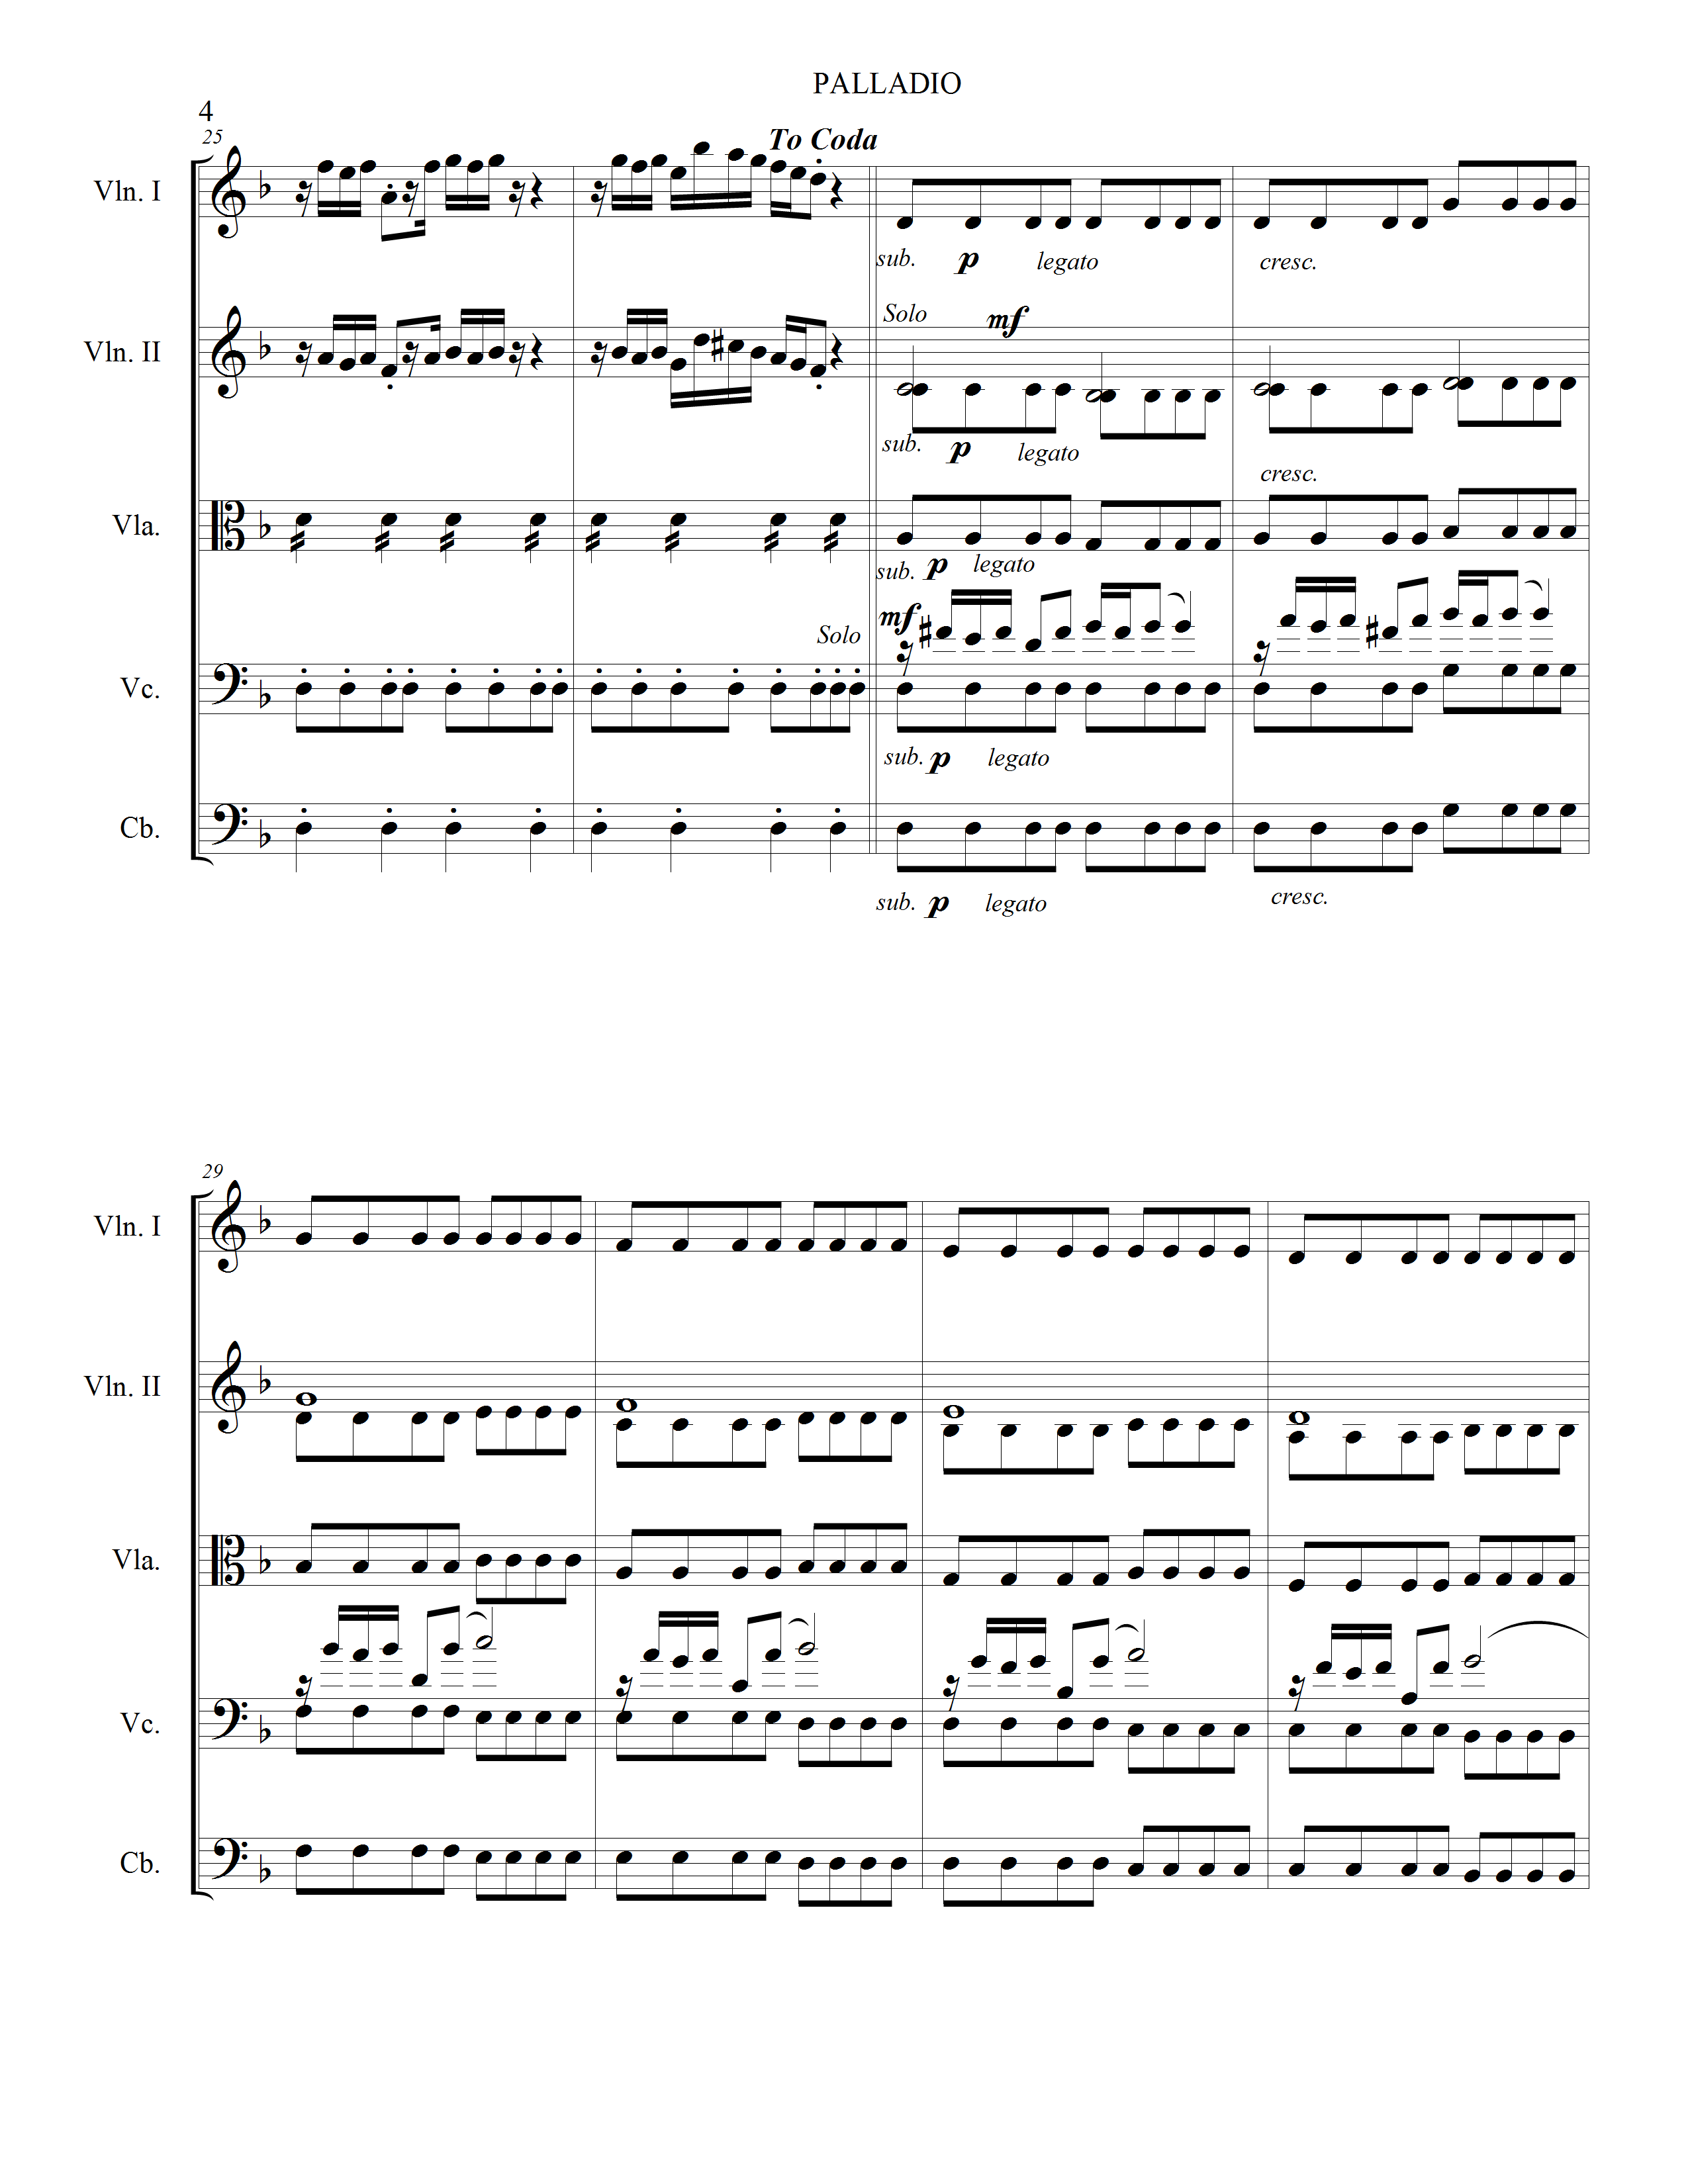 PALLADIO
4
25
To Coda
Vln. I
sub. p legato cresc.
Solo mf
Vln. II
sub. p legato
cresc.
Vla.
sub. p legato
mf
Solo
Vc.
sub. p legato
Cb.
sub. p legato cresc.
29
Vln. I
Vln. II
Vla.
Vc.
Cb.